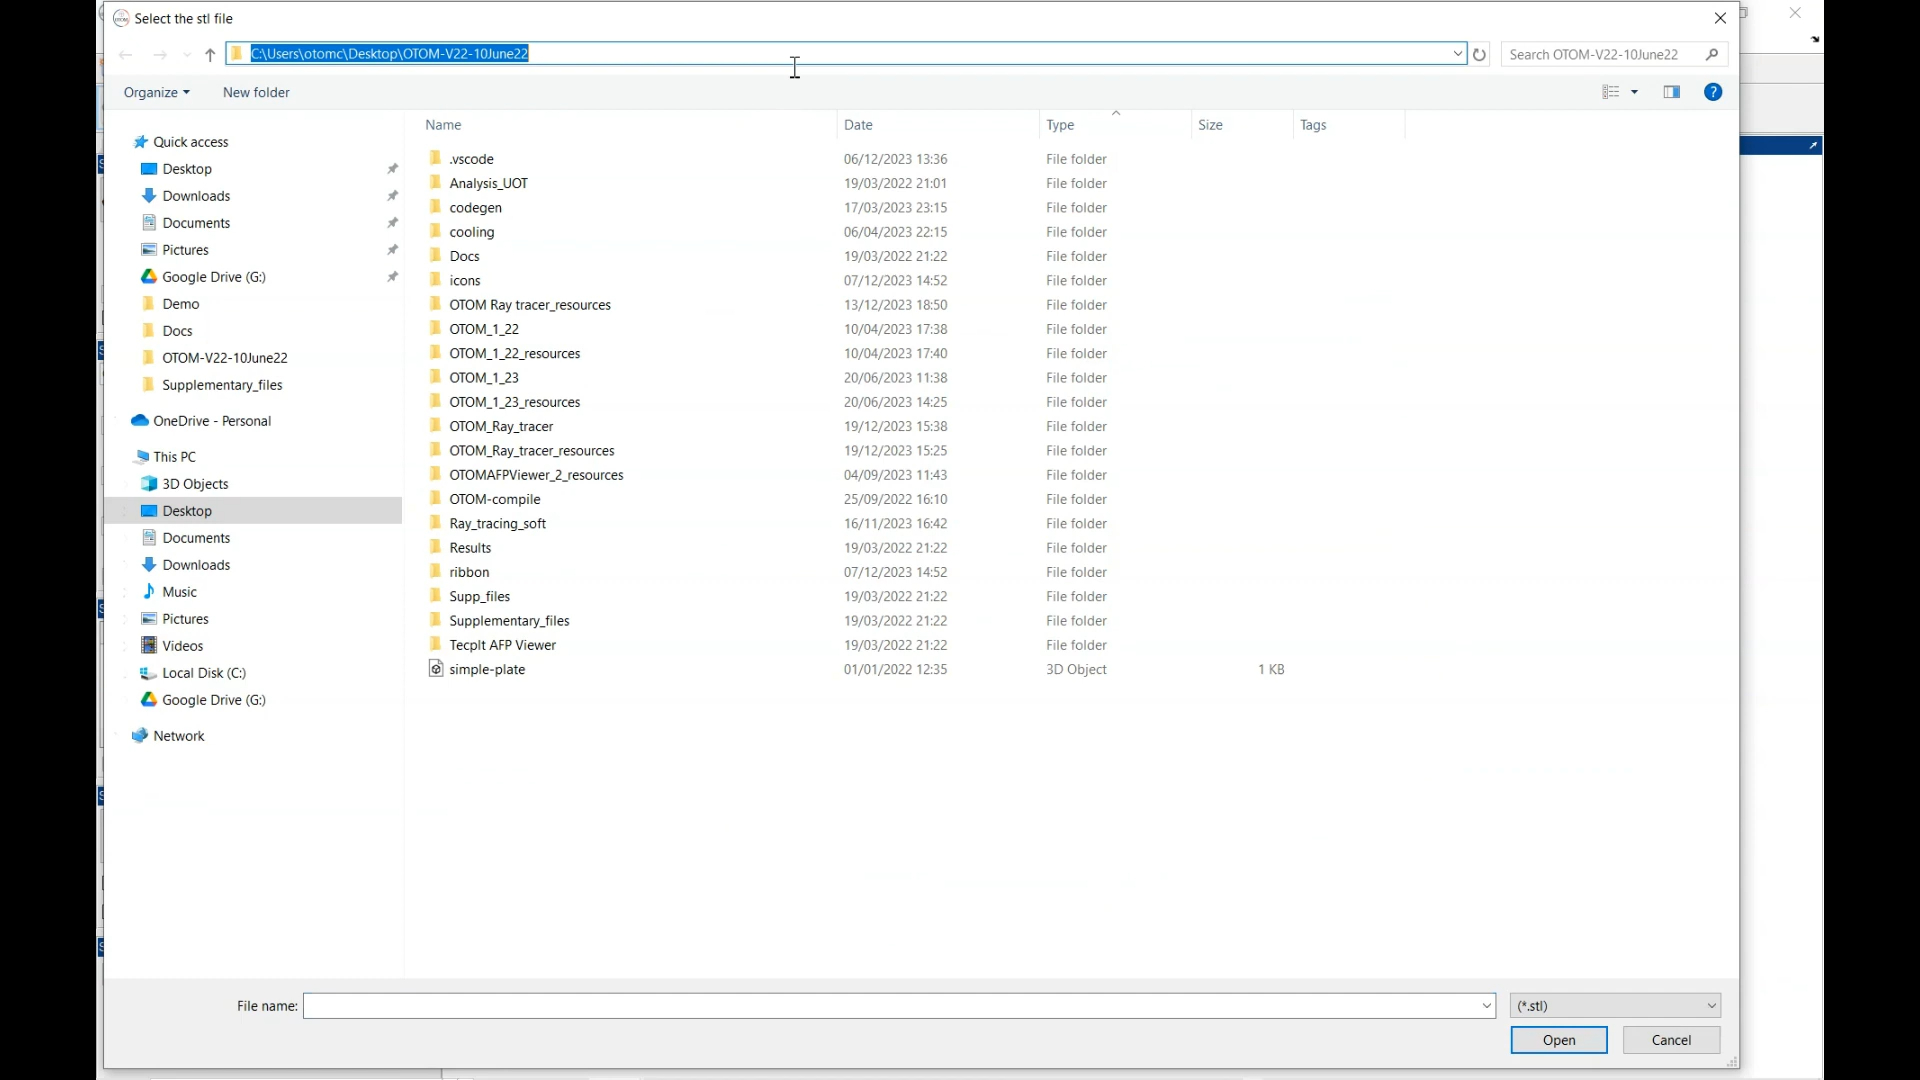 Select the stl file
C:\Users\otomc\Desktop\OTOM-V22-10June22
Search OTOM-V22-10June22
Organize
New folder
Name Date Type Size Tags
Quick access
Desktop
Downloads
Documents
Pictures
Google Drive (G:)
Demo
Docs
OTOM-V22-10June22
Supplementary_files
OneDrive - Personal
This PC
3D Objects
Desktop
Documents
Downloads
Music
Pictures
Videos
Local Disk (C:)
Google Drive (G:)
Network
.vscode 06/12/2023 13:36 File folder
Analysis_UOT 19/03/2022 21:01 File folder
codegen 17/03/2023 23:15 File folder
cooling 06/04/2023 22:15 File folder
Docs 19/03/2022 21:22 File folder
icons 07/12/2023 14:52 File folder
OTOM Ray tracer_resources 13/12/2023 18:50 File folder
OTOM_1_22 10/04/2023 17:38 File folder
OTOM_1_22_resources 10/04/2023 17:40 File folder
OTOM_1_23 20/06/2023 11:38 File folder
OTOM_1_23_resources 20/06/2023 14:25 File folder
OTOM_Ray_tracer 19/12/2023 15:38 File folder
OTOM_Ray_tracer_resources 19/12/2023 15:25 File folder
OTOMAFPViewer_2_resources 04/09/2023 11:43 File folder
OTOM-compile 25/09/2022 16:10 File folder
Ray_tracing_soft 16/11/2023 16:42 File folder
Results 19/03/2022 21:22 File folder
ribbon 07/12/2023 14:52 File folder
Supp_files 19/03/2022 21:22 File folder
Supplementary_files 19/03/2022 21:22 File folder
Tecplt AFP Viewer 19/03/2022 21:22 File folder
simple-plate 01/01/2022 12:35 3D Object 1 KB
File name:
(*.stl)
Open
Cancel